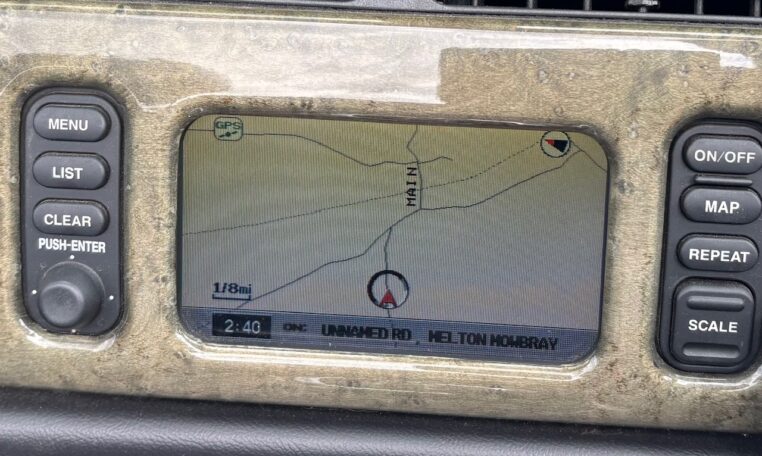 MENU
LIST
CLEAR
PUSH-ENTER
GPS
MAIN
1/8mi
2:40
UNNAMED RD , MELTON MOWBRAY
ON/OFF
MAP
REPEAT
SCALE